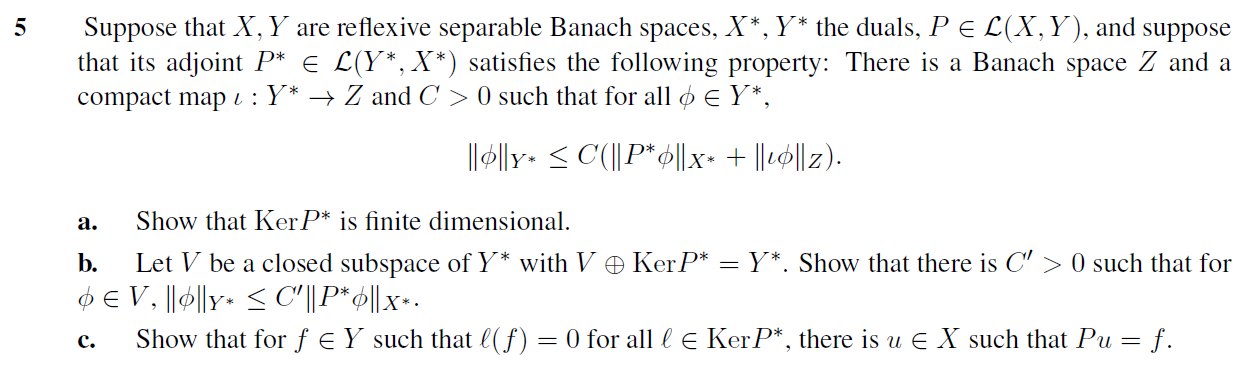 5 Suppose that X, Y are reflexive separable Banach spaces, X*, Y* the duals, P ∈ ℒ(X, Y), and suppose
that its adjoint P* ∈ ℒ(Y*, X*) satisfies the following property: There is a Banach space Z and a
compact map ι : Y* → Z and C > 0 such that for all ϕ ∈ Y*,
‖ϕ‖_{Y*} ≤ C(‖P*ϕ‖_{X*} + ‖ιϕ‖_Z).
a. Show that KerP* is finite dimensional.
b. Let V be a closed subspace of Y* with V ⊕ KerP* = Y*. Show that there is C′ > 0 such that for
ϕ ∈ V, ‖ϕ‖_{Y*} ≤ C′‖P*ϕ‖_{X*}.
c. Show that for f ∈ Y such that ℓ(f) = 0 for all ℓ ∈ KerP*, there is u ∈ X such that Pu = f.